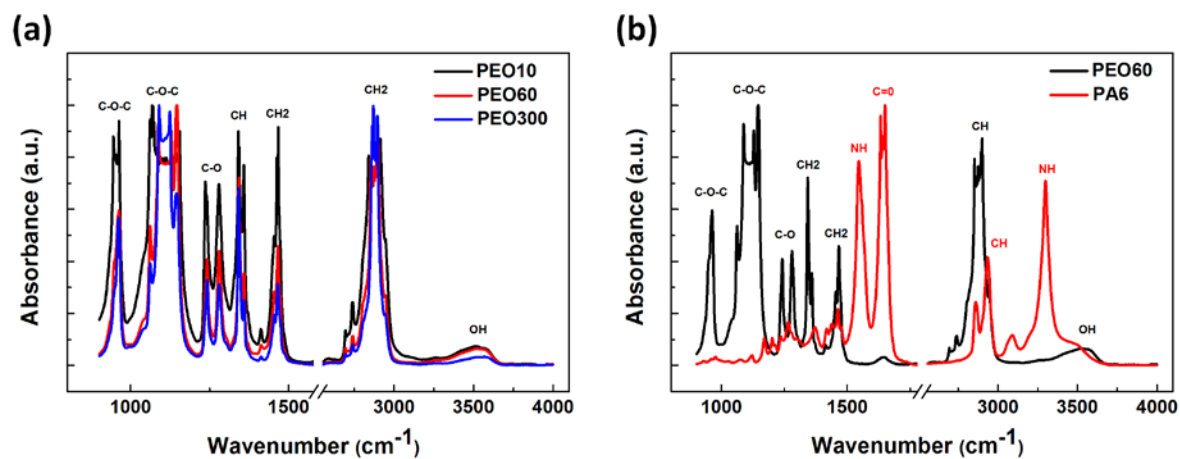 (a)
Absorbance (a.u.)
C-O-C
C-O-C
C-O
CH
CH2
CH2
OH
PEO10
PEO60
PEO300
1000
1500
3000
3500
4000
Wavenumber (cm⁻¹)
(b)
Absorbance (a.u.)
C-O-C
C-O-C
C-O
CH2
CH2
NH
C=0
CH
CH
NH
OH
PEO60
PA6
1000
1500
3000
3500
4000
Wavenumber (cm⁻¹)